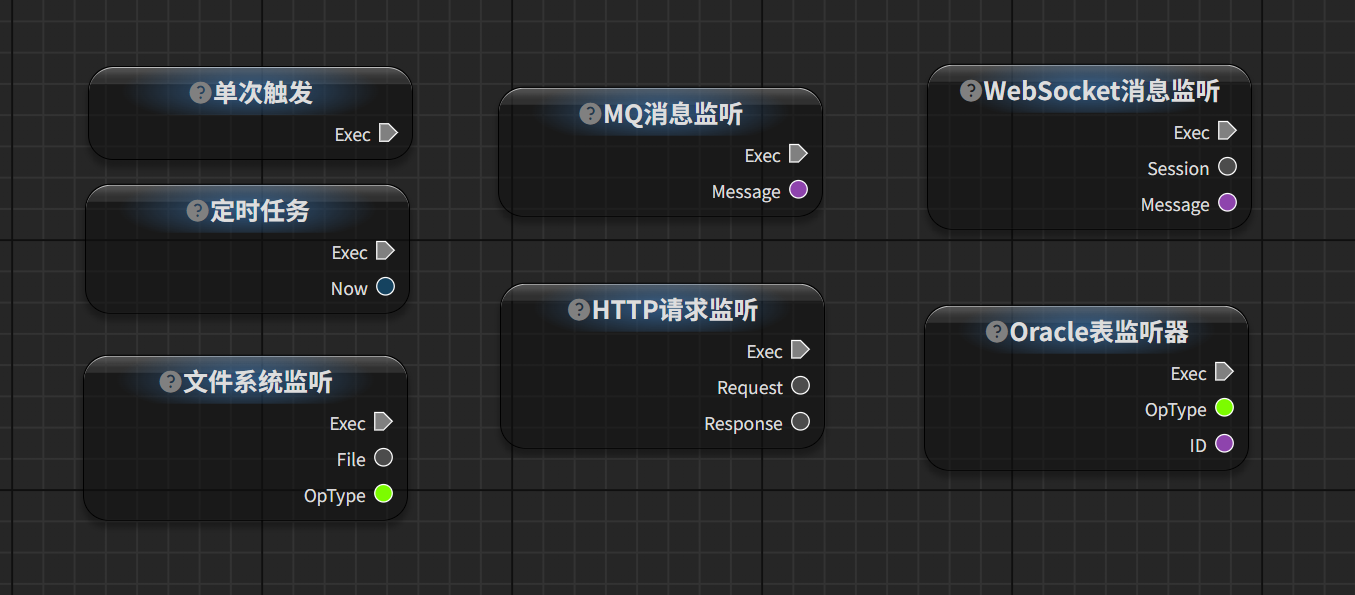 ?单次触发
Exec
?定时任务
Exec
Now
?文件系统监听
Exec
File
OpType
?MQ消息监听
Exec
Message
?HTTP请求监听
Exec
Request
Response
?WebSocket消息监听
Exec
Session
Message
?Oracle表监听器
Exec
OpType
ID